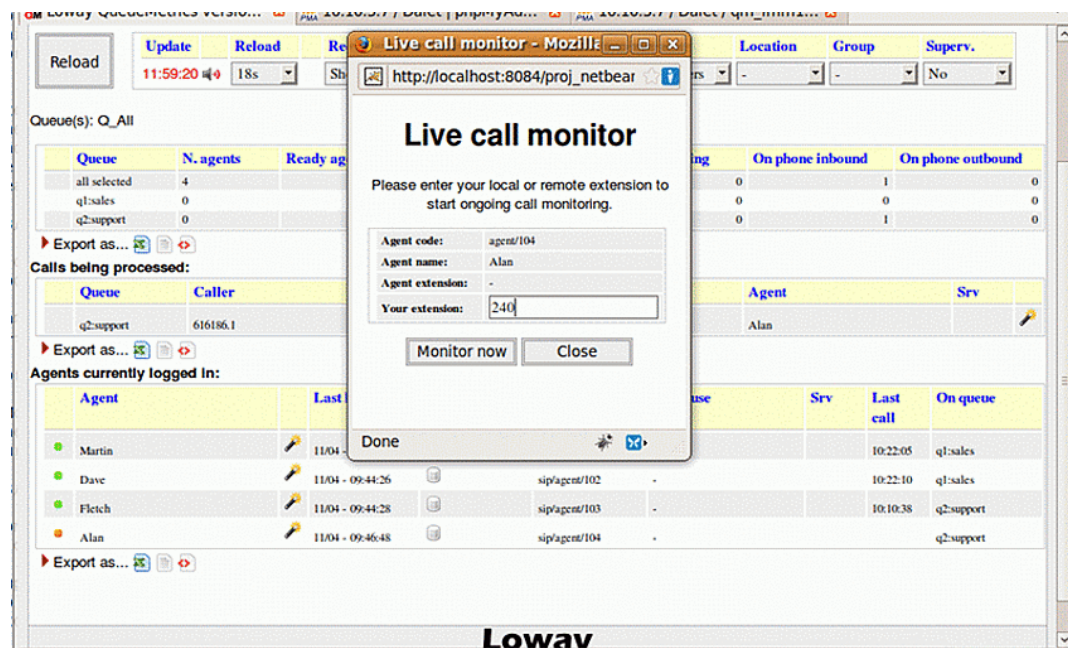 Loway QueueMetrics
Reload
Update Reload Location Group Superv.
11:59:20 18s - - No
Live call monitor - Mozilla
http://localhost:8084/proj_netbear
Live call monitor
Please enter your local or remote extension to
start ongoing call monitoring.
Agent code: agent/104
Agent name: Alan
Agent extension: -
Your extension: 240
Monitor now Close
Done
Queue(s): Q_All
Queue N. agents Ready On phone inbound On phone outbound
all selected 4 0 1 0
q1:sales 0 0 0 0
q2:support 0 0 1 0
Export as...
Calls being processed:
Queue Caller Agent Srv
q2:support 616186.1 Alan
Export as...
Agents currently logged in:
Agent Last Srv Last call On queue
Martin 11/04 - 10:22:05 q1:sales
Dave 11/04 - 09:44:26 sip/agent/102 - 10:22:10 q1:sales
Fletch 11/04 - 09:44:28 sip/agent/103 - 10:10:38 q2:support
Alan 11/04 - 09:46:48 sip/agent/104 - q2:support
Export as...
Loway